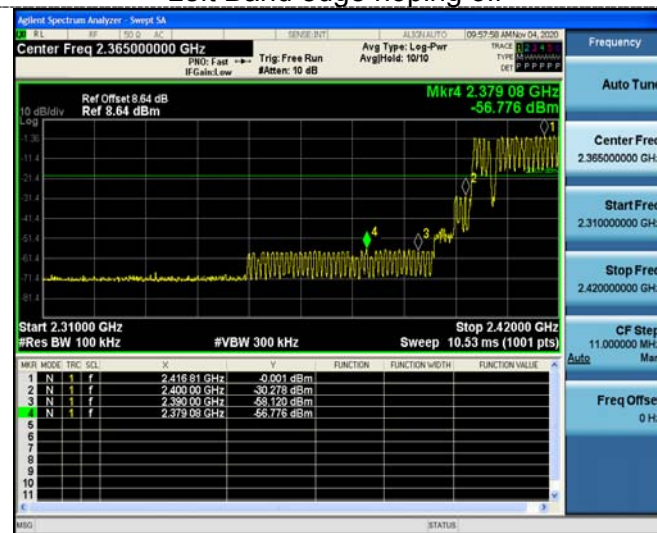 Agilent Spectrum Analyzer - Swept SA
RL RF 50 Ω AC SENSE:INT ALIGN AUTO 09:57:58 AM Nov 04, 2020
Center Freq 2.365000000 GHz
PNO: Fast Trig: Free Run
IFGain:Low #Atten: 10 dB
Avg Type: Log-Pwr
Avg|Hold: 10/10
TRACE 1 2 3 4 5 6
TYPE
DET P P P P P P
Frequency
Ref Offset 8.64 dB
10 dB/div Ref 8.64 dBm
Log
Mkr4 2.379 08 GHz
-56.776 dBm
-1.36
-11.4
-21.4
-31.4
-41.4
-51.4
-61.4
-71.4
-81.4
1
2
3
4
Start 2.31000 GHz Stop 2.42000 GHz
#Res BW 100 kHz #VBW 300 kHz Sweep 10.53 ms (1001 pts)
MKR MODE TRC SCL X Y FUNCTION FUNCTION WIDTH FUNCTION VALUE
1 N 1 f 2.416 81 GHz -0.001 dBm
2 N 1 f 2.400 00 GHz -30.278 dBm
3 N 1 f 2.390 00 GHz -58.120 dBm
4 N 1 f 2.379 08 GHz -56.776 dBm
5
6
7
8
9
10
11
MSG STATUS
Auto Tune
Center Freq
2.365000000 GHz
Start Freq
2.310000000 GHz
Stop Freq
2.420000000 GHz
CF Step
11.000000 MHz
Auto Man
Freq Offset
0 Hz